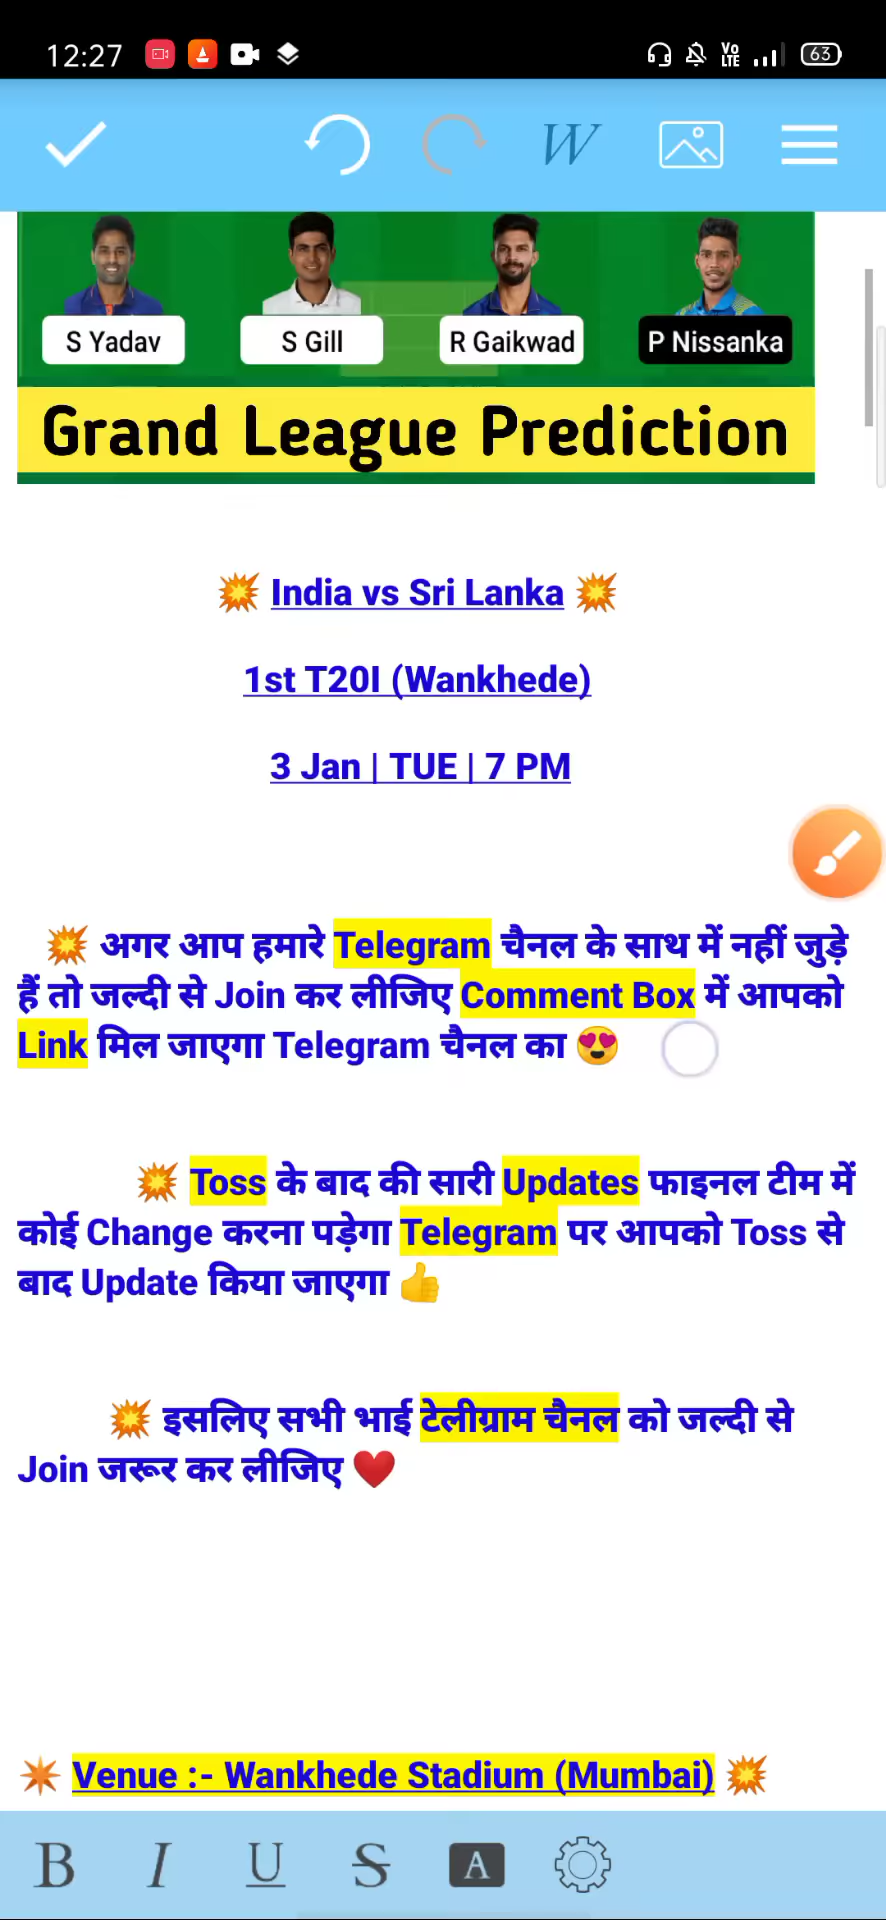 12:27
Vo LTE
63
W
S Yadav
S Gill
R Gaikwad
P Nissanka
Grand League Prediction
💥 India vs Sri Lanka 💥
1st T20I (Wankhede)
3 Jan | TUE | 7 PM
💥 अगर आप हमारे Telegram चैनल के साथ में नहीं जुड़े
हैं तो जल्दी से Join कर लीजिए Comment Box में आपको
Link मिल जाएगा Telegram चैनल का 😍
💥 Toss के बाद की सारी Updates फाइनल टीम में
कोई Change करना पड़ेगा Telegram पर आपको Toss से
बाद Update किया जाएगा 👍
💥 इसलिए सभी भाई टेलीग्राम चैनल को जल्दी से
Join जरूर कर लीजिए ❤️
✴ Venue :- Wankhede Stadium (Mumbai) 💥
B I U S A